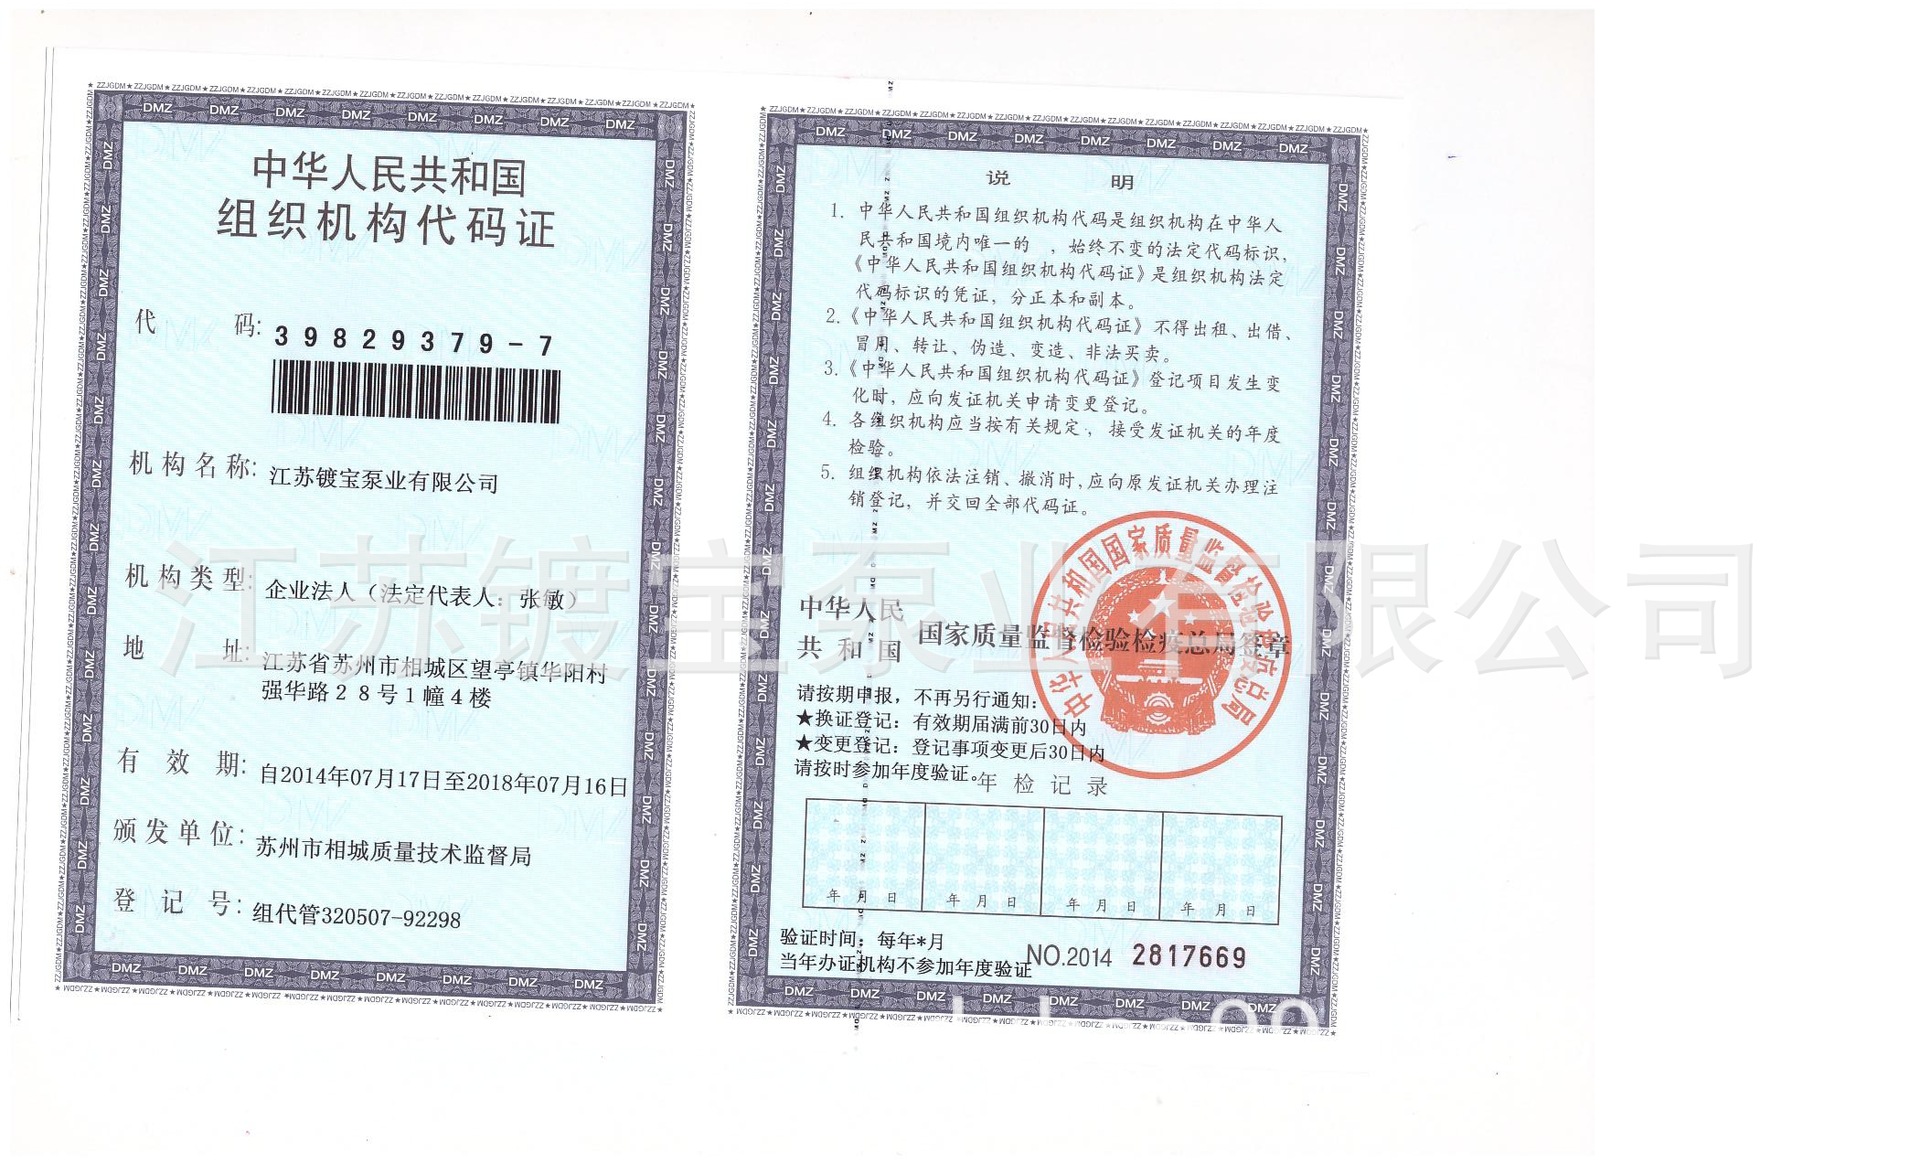 中华人民共和国
组织机构代码证
代 码: 39829379-7
机构名称: 江苏镀宝泵业有限公司
机构类型: 企业法人（法定代表人：张敏）
地 址: 江苏省苏州市相城区望亭镇华阳村
强华路28号1幢4楼
有 效 期: 自2014年07月17日至2018年07月16日
颁发单位: 苏州市相城质量技术监督局
登 记 号: 组代管320507-92298
说 明
1. 中华人民共和国组织机构代码是组织机构在中华人
民共和国境内唯一的 ，始终不变的法定代码标识，
《中华人民共和国组织机构代码证》是组织机构法定
代码标识的凭证，分正本和副本。
2.《中华人民共和国组织机构代码证》不得出租、出借、
冒用、转让、伪造、变造、非法买卖。
3.《中华人民共和国组织机构代码证》登记项目发生变
化时，应向发证机关申请变更登记。
4. 各组织机构应当按有关规定，接受发证机关的年度
检验。
5. 组织机构依法注销、撤消时，应向原发证机关办理注
销登记，并交回全部代码证。
中华人民
共和国 国家质量监督检验检疫总局签章
中华人民共和国国家质量监督检验检疫总局
请按期申报，不再另行通知：
★换证登记：有效期届满前30日内
★变更登记：登记事项变更后30日内
请按时参加年度验证。
年检记录
年 月 日 年 月 日 年 月 日 年 月 日
验证时间：每年*月
当年办证机构不参加年度验证
NO.2014 2817669
江苏镀宝泵业有限公司